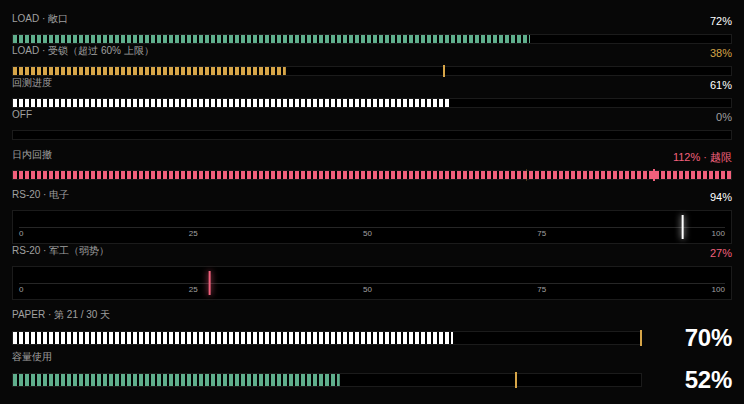 LOAD · 敞口 72%
LOAD · 受锁（超过 60% 上限） 38%
回测进度 61%
OFF 0%
日内回撤 112% · 越限
RS-20 · 电子 94%
0 25 50 75 100
RS-20 · 军工（弱势） 27%
0 25 50 75 100
PAPER · 第 21 / 30 天
70%
容量使用
52%